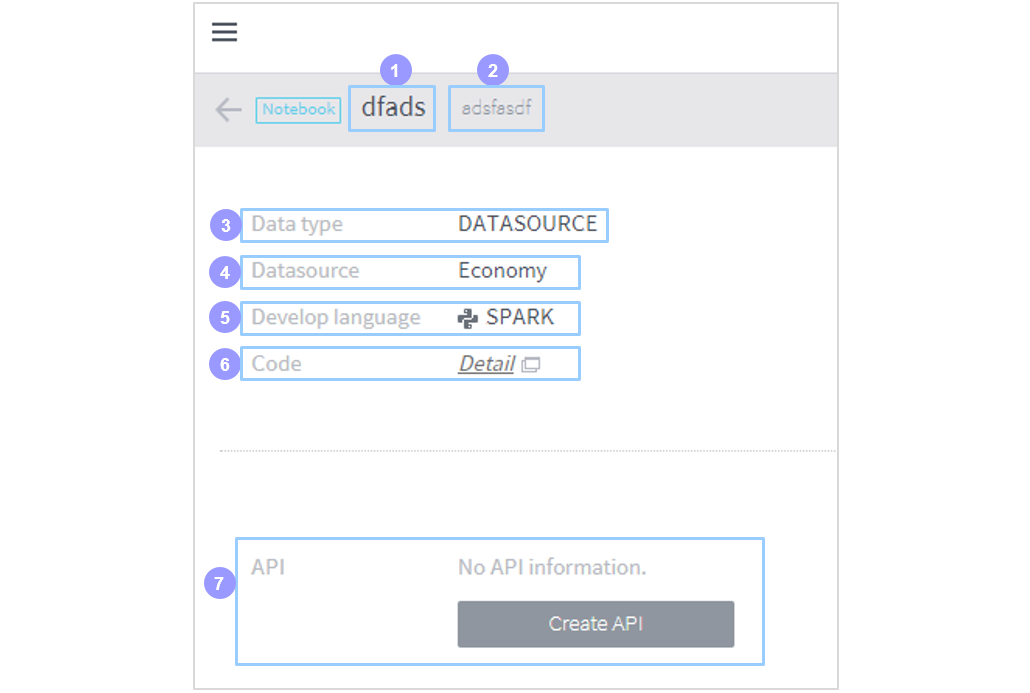 1 2
Notebook dfads adsfasdf
3 Data type DATASOURCE
4 Datasource Economy
5 Develop language SPARK
6 Code Detail
7 API No API information.
Create API